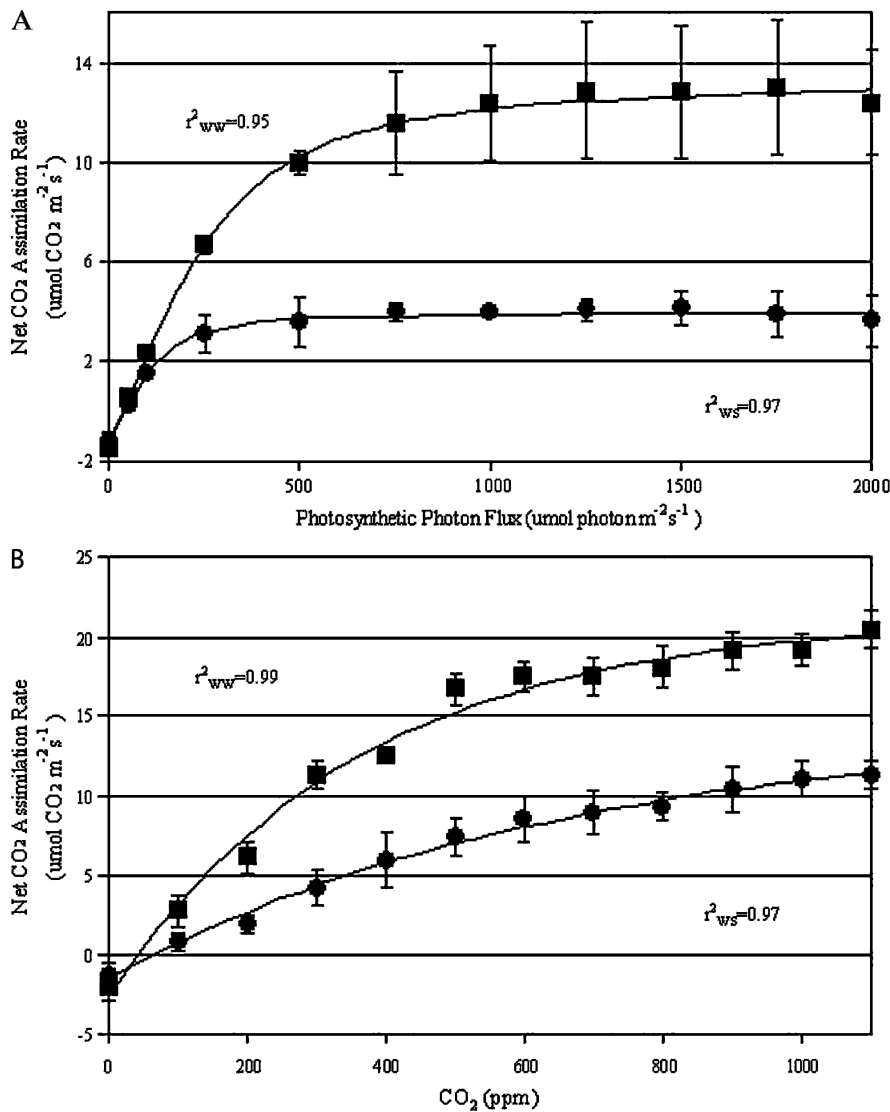 A
Net CO2 Assimilation Rate
(umol CO2 m-2s-1)
14
10
6
2
-2
r2ww=0.95
r2ws=0.97
0
500
1000
1500
2000
Photosynthetic Photon Flux (umol photon m-2s-1)
B
Net CO2 Assimilation Rate
(umol CO2 m-2s-1)
25
20
15
10
5
0
-5
r2ww=0.99
r2ws=0.97
0
200
400
600
800
1000
CO2 (ppm)